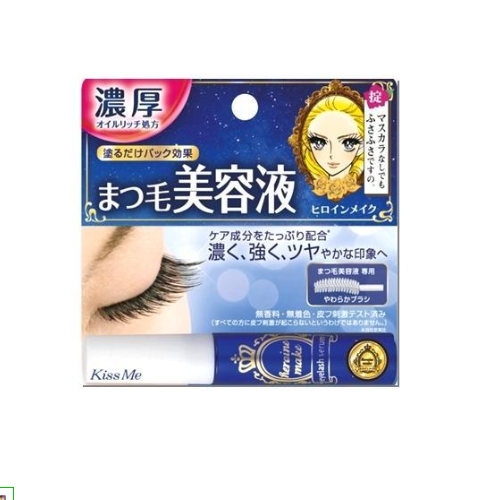 濃厚
オイルリッチ処方
塗るだけパック効果
まつ毛美容液
掟
マスカラなしでも
ふさふさですの。
ヒロインメイク
ケア成分をたっぷり配合*
濃く、強く、ツヤやかな印象へ
まつ毛美容液 専用
やわらかブラシ
無香料・無着色・皮フ刺激テスト済み
(すべての方に皮フ刺激が起こらないというわけではありません。)
KissMe
heroine
make
eyelash serum